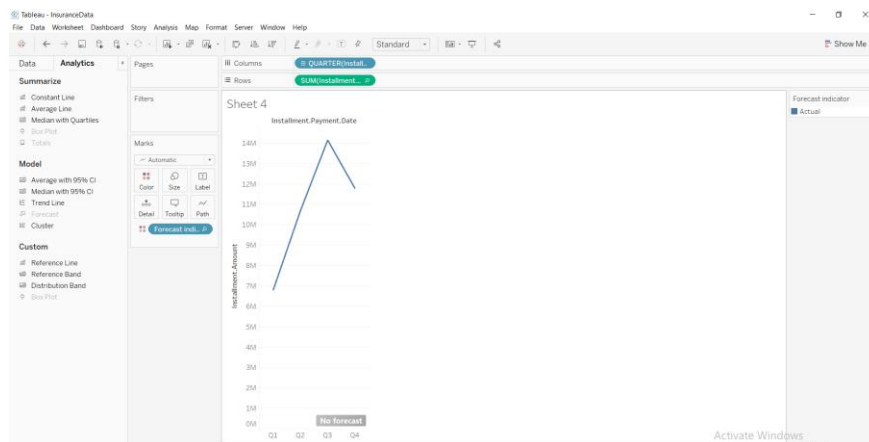 Tableau - InsuranceData
File Data Worksheet Dashboard Story Analysis Map Format Server Window Help
Standard
Show Me
Data Analytics
Pages
Columns
QUARTER(Install..
Rows
SUM(Installment...
Summarize
Constant Line
Average Line
Median with Quartiles
Box Plot
Totals
Model
Average with 95% CI
Median with 95% CI
Trend Line
Forecast
Cluster
Custom
Reference Line
Reference Band
Distribution Band
Box Plot
Filters
Marks
Automatic
Color Size Label
Detail Tooltip Path
Forecast indi..
Sheet 4
Installment.Payment.Date
Installment.Amount
14M
13M
12M
11M
10M
9M
8M
7M
6M
5M
4M
3M
2M
1M
0M
No forecast
Q1 Q2 Q3 Q4
Forecast indicator
Actual
Activate Windows